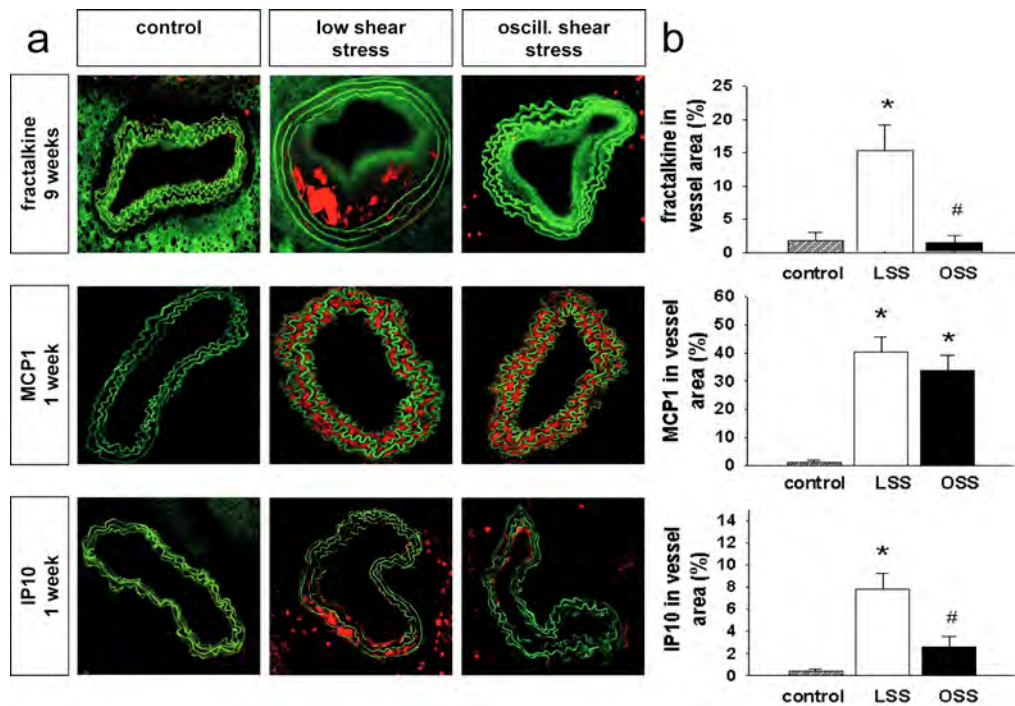 a
control
low shear
stress
oscill. shear
stress
b
fractalkine
9 weeks
fractalkine in
vessel area (%)
25
20
15
10
5
0
*
#
control LSS OSS
MCP1
1 week
MCP1 in vessel
area (%)
60
50
40
30
20
10
0
*
*
control LSS OSS
IP10
1 week
IP10 in vessel
area (%)
14
12
10
8
6
4
2
0
*
#
control LSS OSS